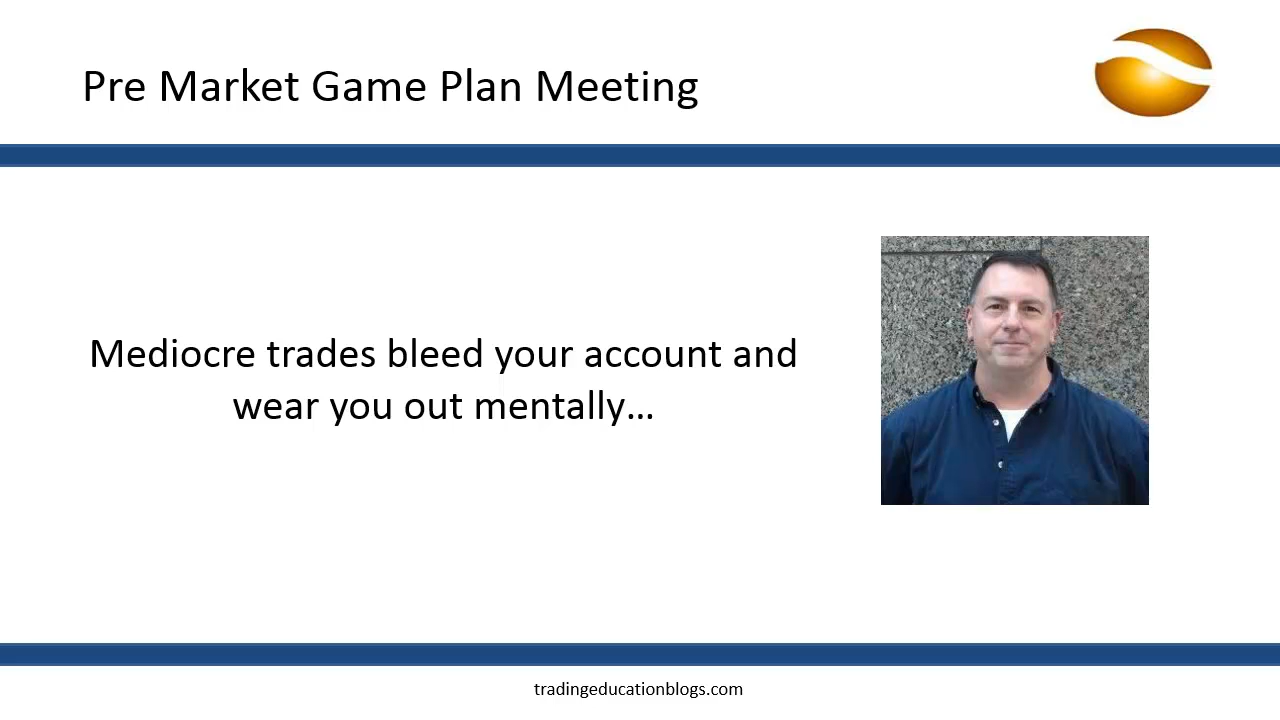 Pre Market Game Plan Meeting
Mediocre trades bleed your account and
wear you out mentally…
tradingeducationblogs.com